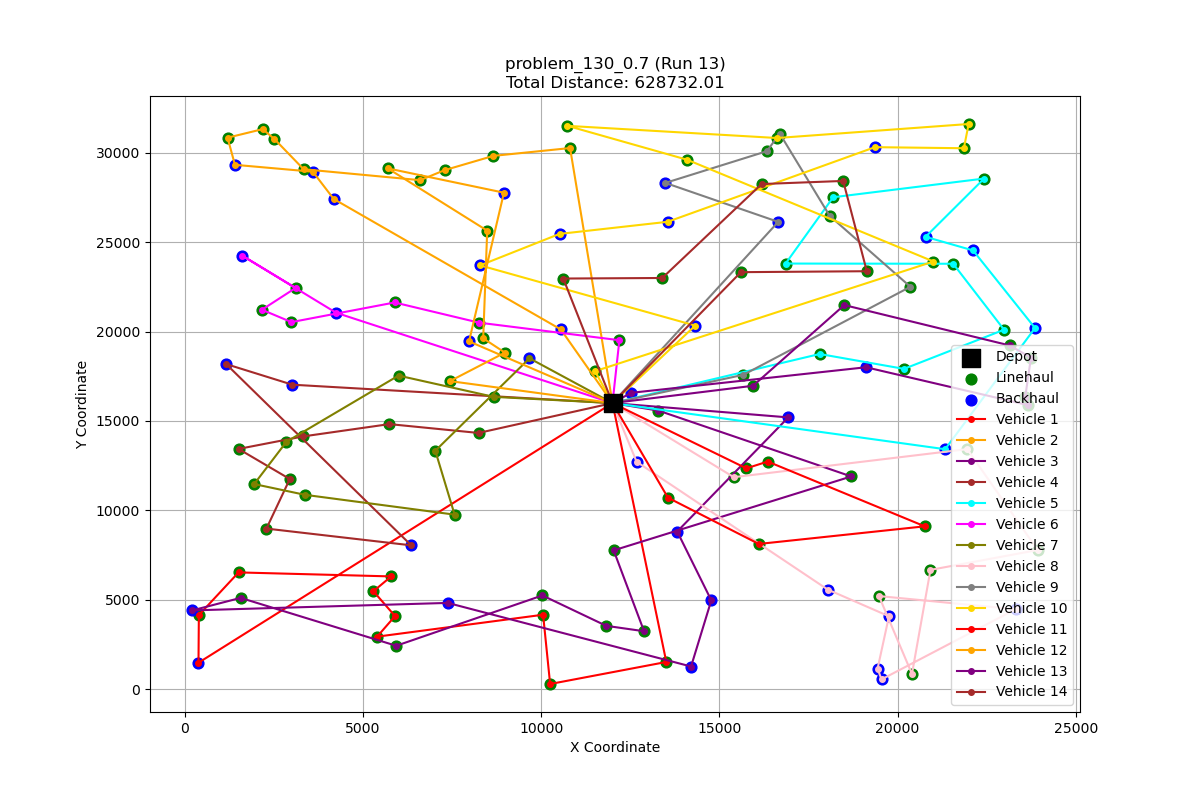 problem_130_0.7 (Run 13)
Total Distance: 628732.01
Y Coordinate
30000
25000
20000
15000
10000
5000
0
Depot
Linehaul
Backhaul
Vehicle 1
Vehicle 2
Vehicle 3
Vehicle 4
Vehicle 5
Vehicle 6
Vehicle 7
Vehicle 8
Vehicle 9
Vehicle 10
Vehicle 11
Vehicle 12
Vehicle 13
Vehicle 14
0 5000 10000 15000 20000 25000
X Coordinate